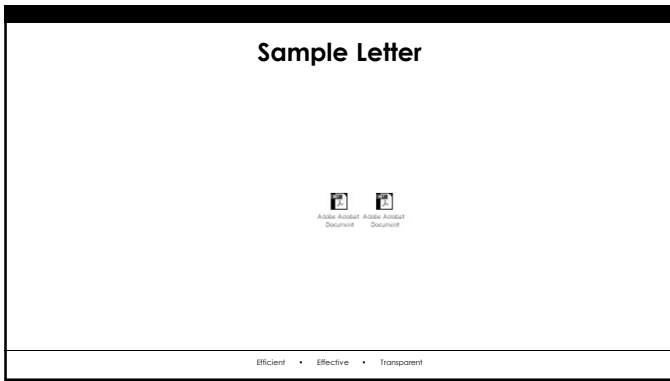 Sample Letter
Adobe Acrobat Adobe Acrobat
Document Document
Efficient • Effective • Transparent